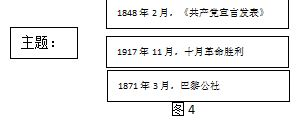 1848 年 2 月，《共产党宣言发表》
主题：
1917 年 11 月，十月革命胜利
1871 年 3 月，巴黎公社
图 4